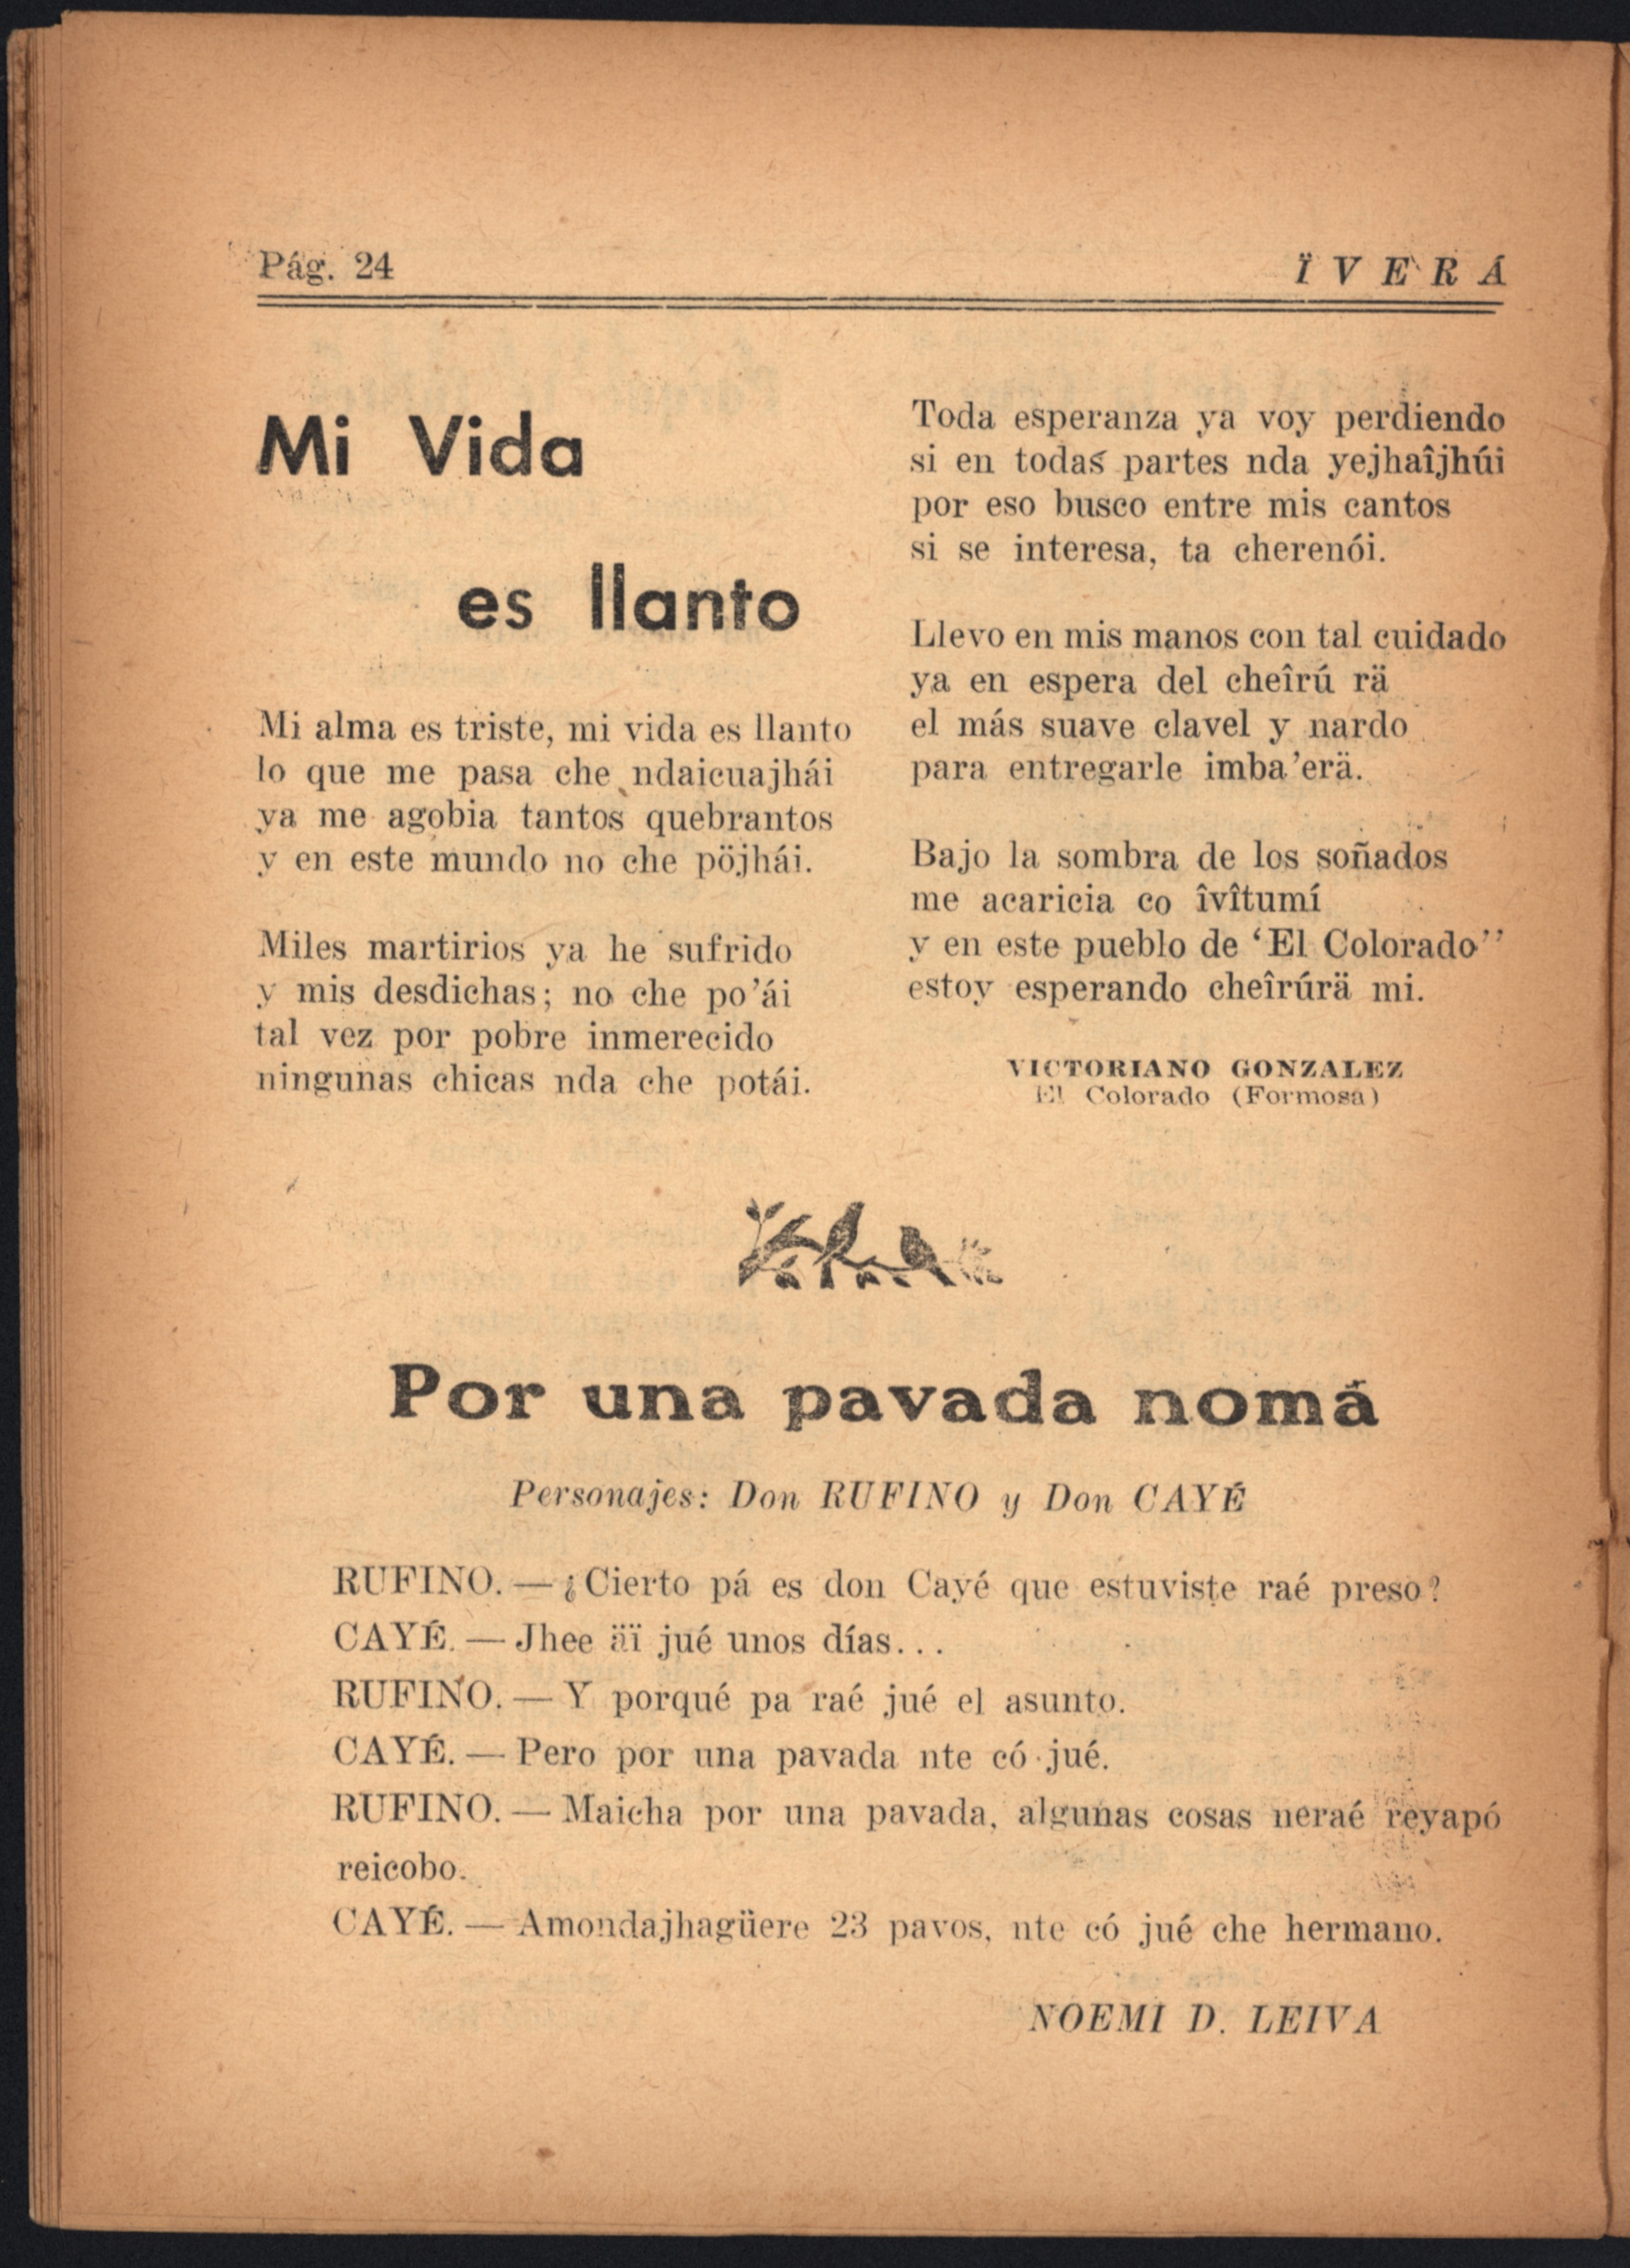 Pág. 24
Ï V E R Á
Mi Vida
es llanto
Mi alma es triste, mi vida es llanto
lo que me pasa che ndaicuajhái
ya me agobia tantos quebrantos
y en este mundo no che pöjhái.
Miles martirios ya he sufrido
y mis desdichas; no che po'ái
tal vez por pobre inmerecido
ningunas chicas nda che potái.
Toda esperanza ya voy perdiendo
si en todas partes nda yejhaîjhúi
por eso busco entre mis cantos
si se interesa, ta cherenói.
Llevo en mis manos con tal cuidado
ya en espera del cheîrú rä
el más suave clavel y nardo
para entregarle imba'erä.
Bajo la sombra de los soñados
me acaricia co îvîtumí
y en este pueblo de ‘El Colorado’’
estoy esperando cheîrúrä mi.
VICTORIANO GONZALEZ
El Colorado (Formosa)
Por una pavada nomá
Personajes: Don RUFINO y Don CAYÉ
RUFINO. — ¿Cierto pá es don Cayé que estuviste raé preso?
CAYÉ. — Jhee äï jué unos días...
RUFINO. — Y porqué pa raé jué el asunto.
CAYÉ. — Pero por una pavada nte có jué.
RUFINO. — Maicha por una pavada, algunas cosas neraé reyapó
reicobo.
CAYÉ. — Amondajhagüere 23 pavos, nte có jué che hermano.
NOEMI D. LEIVA